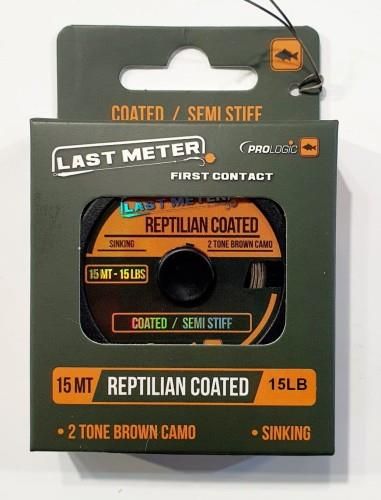 COATED / SEMI STIFF
LAST METER
PROLOGIC
FIRST CONTACT
LAST METER
REPTILIAN COATED
SINKING
2 TONE BROWN CAMO
15 MT - 15 LBS
COATED / SEMI STIFF
15 MT
REPTILIAN COATED
15LB
• 2 TONE BROWN CAMO
• SINKING